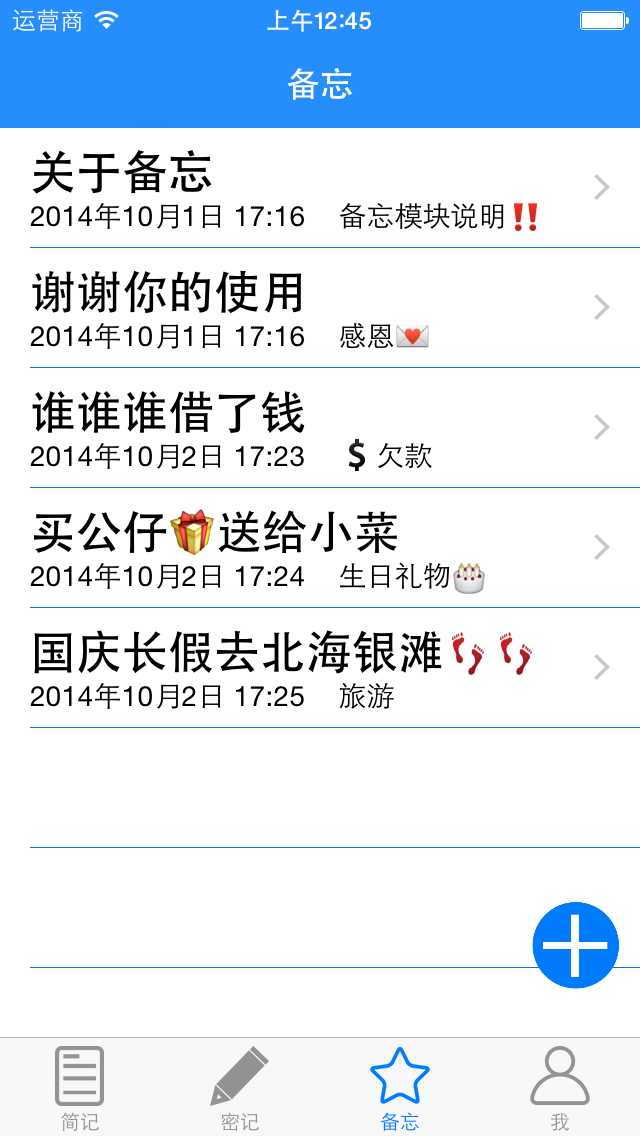 运营商 上午12:45
备忘
关于备忘
2014年10月1日 17:16 备忘模块说明‼️
谢谢你的使用
2014年10月1日 17:16 感恩💌
谁谁谁借了钱
2014年10月2日 17:23 💲欠款
买公仔🎁送给小菜
2014年10月2日 17:24 生日礼物🎂
国庆长假去北海银滩👣👣
2014年10月2日 17:25 旅游
简记 密记 备忘 我